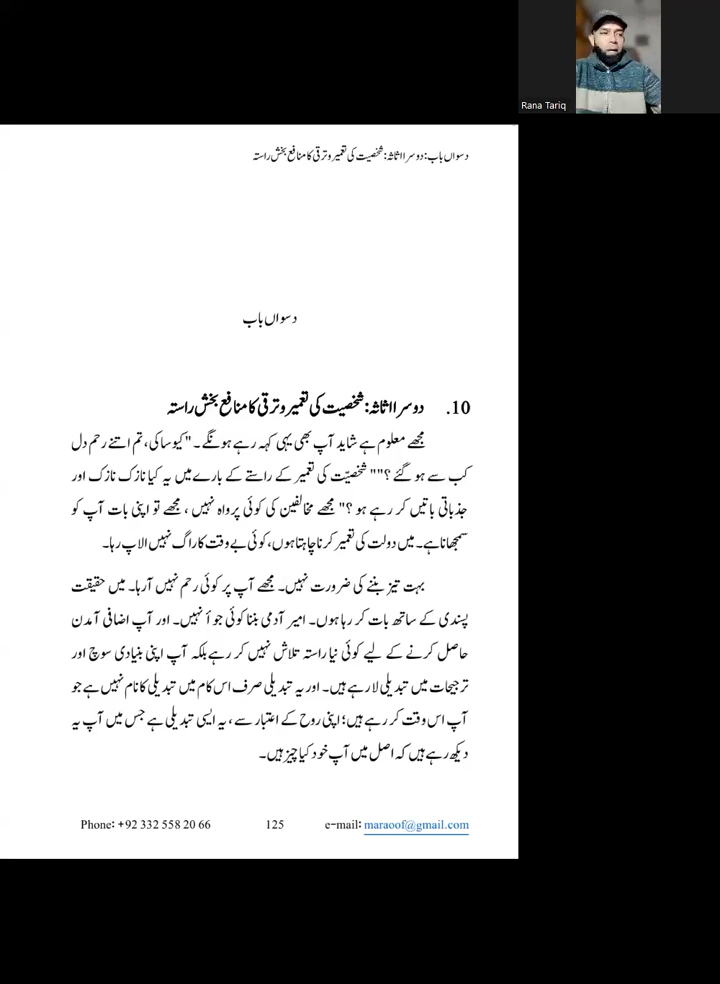 Rana Tariq
دسواں باب: دوسرا اثاثہ: شخصیت کی تعمیر و ترقی کا منافع بخش راستہ
دسواں باب
10. دوسرا اثاثہ: شخصیت کی تعمیر و ترقی کا منافع بخش راستہ
مجھے معلوم ہے شاید آپ بھی یہی کہہ رہے ہونگے۔ "کیوساکی، تم اتنے رحم دل
کب سے ہو گئے ؟"" شخصیّت کی تعمیر کے راستے کے بارے میں یہ کیا نازک نازک اور
جذباتی باتیں کر رہے ہو ؟" مجھے مخالفین کی کوئی پرواہ نہیں ، مجھے تو اپنی بات آپ کو
سمجھانا ہے۔ میں دولت کی تعمیر کرنا چاہتا ہوں، کوئی بے وقت کا راگ نہیں الاپ رہا۔
بہت تیز بننے کی ضرورت نہیں۔ مجھے آپ پر کوئی رحم نہیں آرہا۔ میں حقیقت
پسندی کے ساتھ بات کر رہا ہوں۔ امیر آدمی بننا کوئی جوأ نہیں۔ اور آپ اضافی آمدن
حاصل کرنے کے لیے کوئی نیا راستہ تلاش نہیں کر رہے بلکہ آپ اپنی بنیادی سوچ اور
ترجیحات میں تبدیلی لا رہے ہیں۔ اور یہ تبدیلی صرف اس کام میں تبدیلی کا نام نہیں ہے جو
آپ اس وقت کر رہے ہیں؛ اپنی روح کے اعتبار سے، یہ ایسی تبدیلی ہے جس میں آپ یہ
دیکھ رہے ہیں کہ اصل میں آپ خود کیا چیز ہیں۔
Phone: +92 332 558 20 66 125 e-mail: maraoof@gmail.com